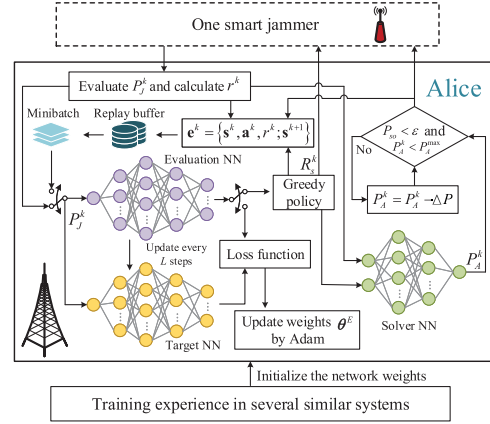 One smart jammer
Evaluate P_J^k and calculate r^k
Alice
Minibatch
Replay buffer
e^k = {s^k, a^k, r^k; s^{k+1}}
P_so < ε and
P_A^k < P_A^max
No
Evaluation NN
R_s^k
Greedy
policy
P_A^k = P_A^k - ΔP
P_J^k
Update every
L steps
Loss function
P_A^k
Solver NN
Target NN
Update weights θ^E
by Adam
Initialize the network weights
Training experience in several similar systems